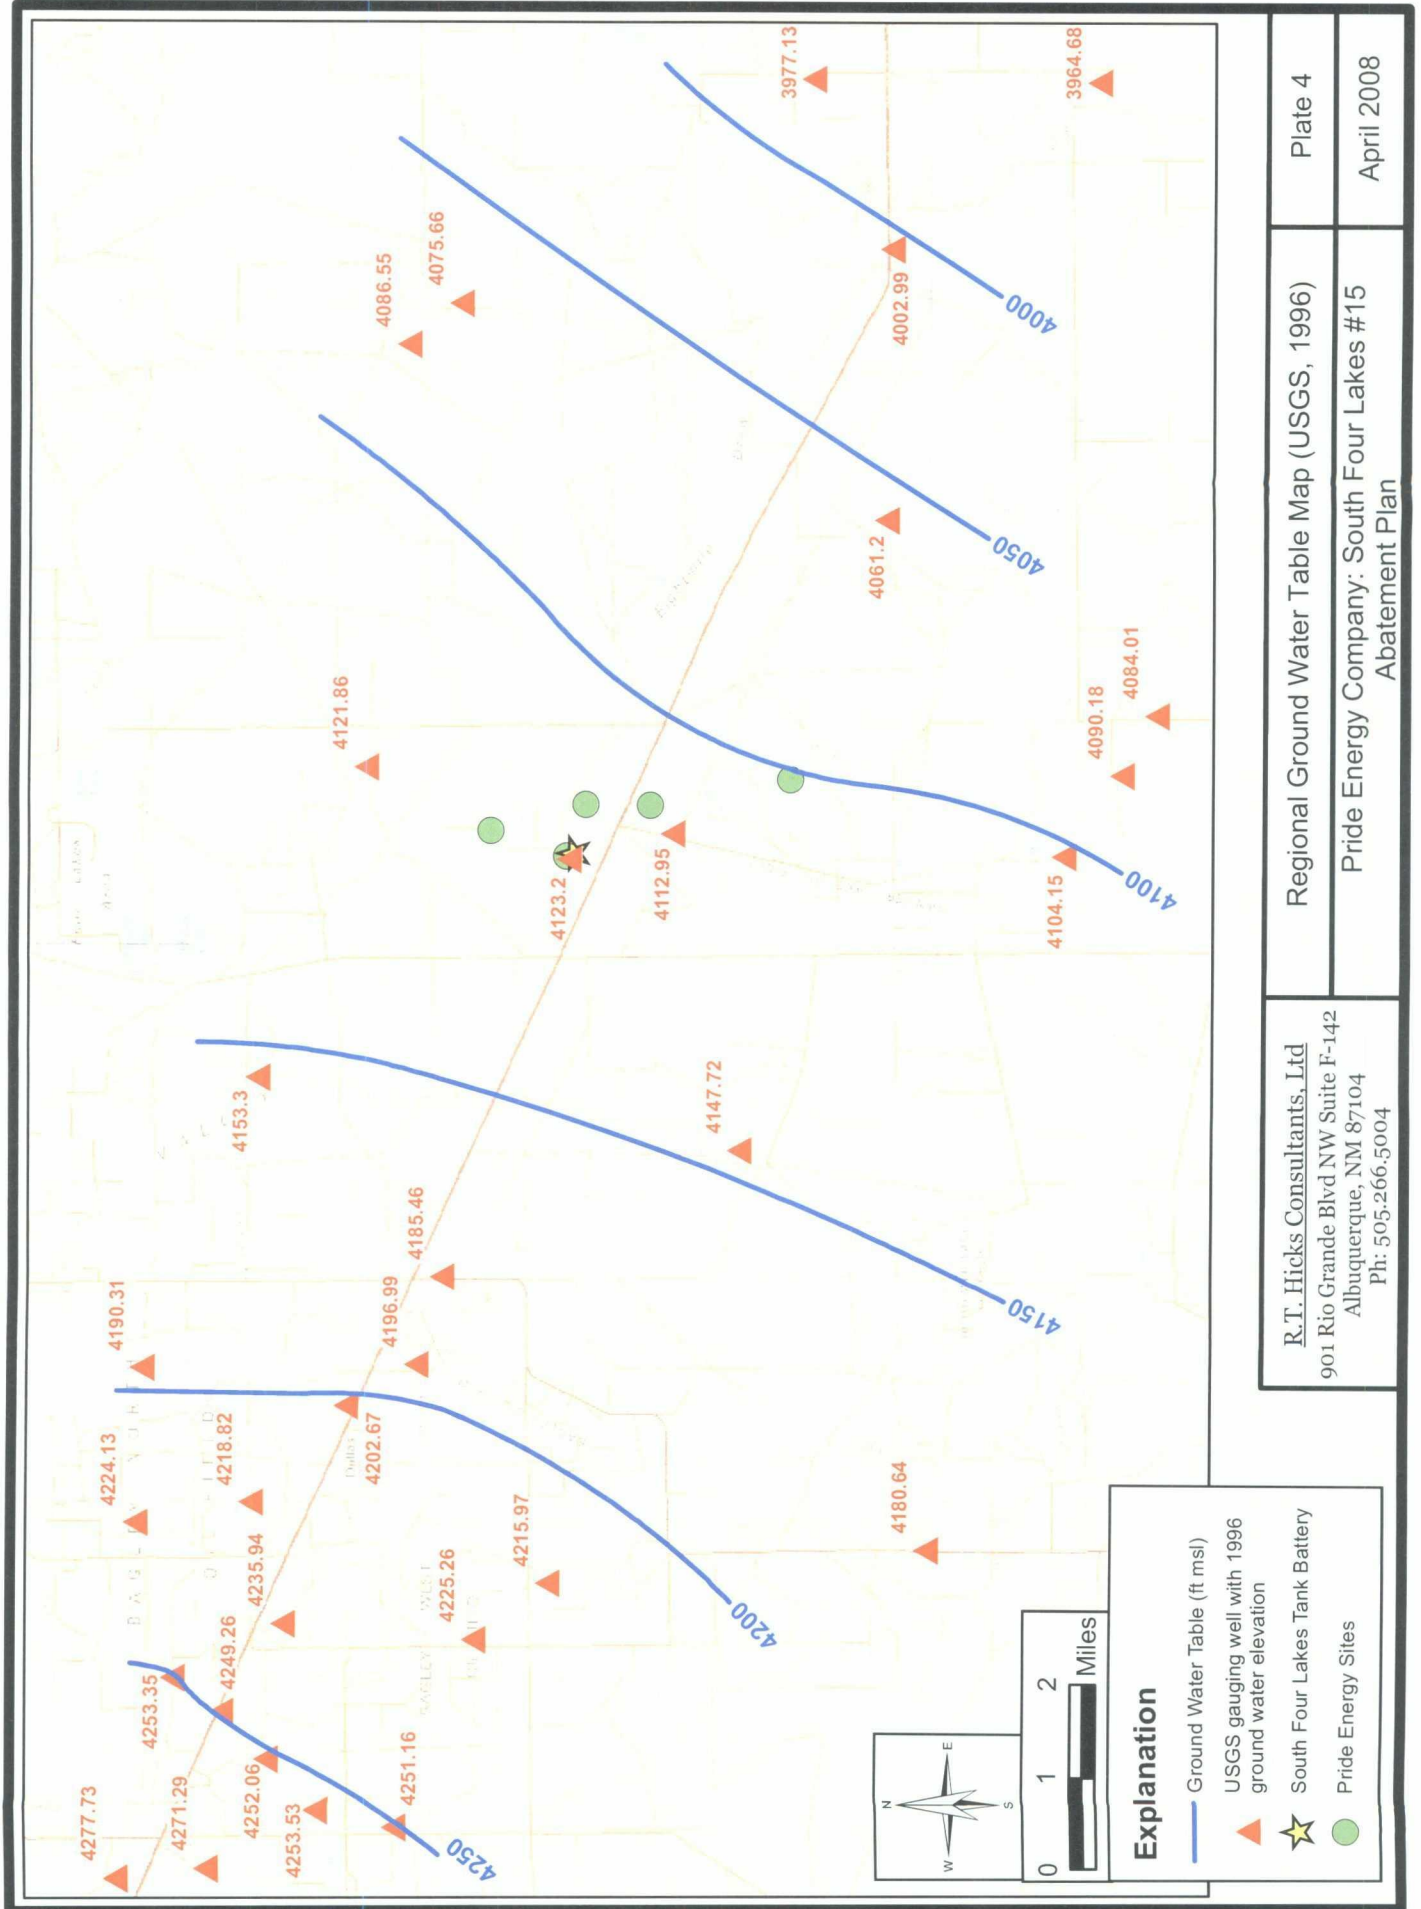 4277.73
4271.29
4253.35
4249.26
4252.06
4253.53
4251.16
4250
4235.94
4224.13
4218.82
4225.26
4215.97
4202.67
4200
4190.31
4196.99
4185.46
4180.64
4153.3
4147.72
4150
4121.86
4123.2
4112.95
4104.15
4100
4090.18
4084.01
4086.55
4075.66
4061.2
4050
4002.99
4000
3977.13
3964.68
Dallas
BAGLEY WEST
N
W
E
S
0 1 2
Miles
Explanation
Ground Water Table (ft msl)
USGS gauging well with 1996
ground water elevation
South Four Lakes Tank Battery
Pride Energy Sites
R.T. Hicks Consultants, Ltd
901 Rio Grande Blvd NW Suite F-142
Albuquerque, NM 87104
Ph: 505.266.5004
Regional Ground Water Table Map (USGS, 1996)
Plate 4
Pride Energy Company: South Four Lakes #15
Abatement Plan
April 2008